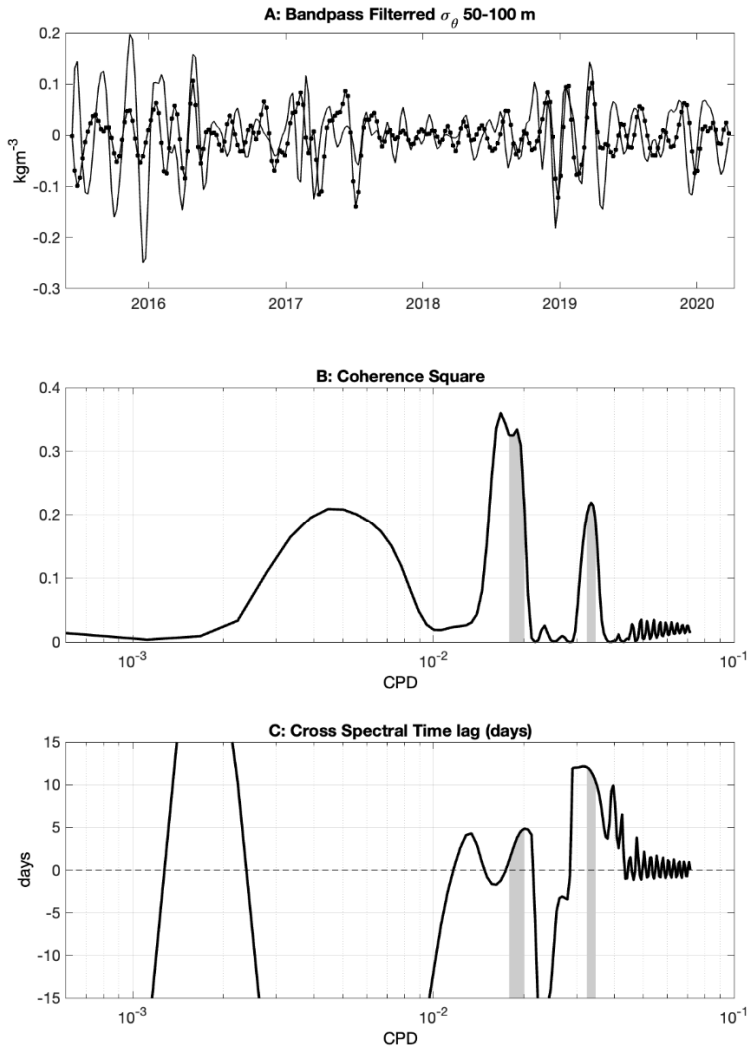 A: Bandpass Filterred σθ 50-100 m
0.2
0.1
0
-0.1
-0.2
-0.3
kgm-3
2016 2017 2018 2019 2020
B: Coherence Square
0.4
0.3
0.2
0.1
0
10-3 10-2 10-1
CPD
C: Cross Spectral Time lag (days)
15
10
5
0
-5
-10
-15
days
10-3 10-2 10-1
CPD